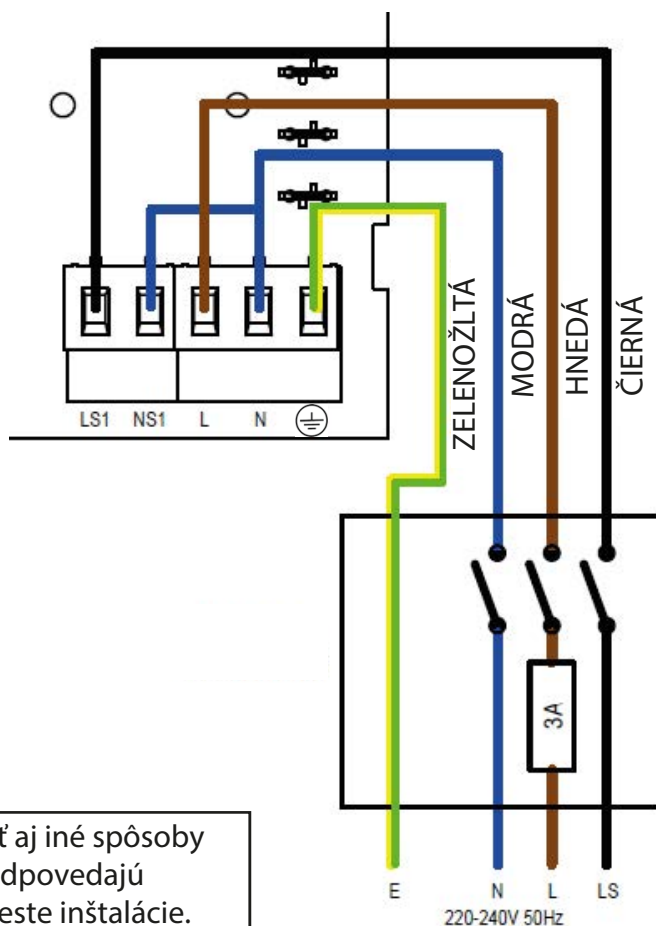 ZELENOŽLTÁ
MODRÁ
HNEDÁ
ČIERNA
LS1 NS1 L N
3A
ť aj iné spôsoby
dpovedajú
este inštalácie.
E N L LS
220-240V 50Hz